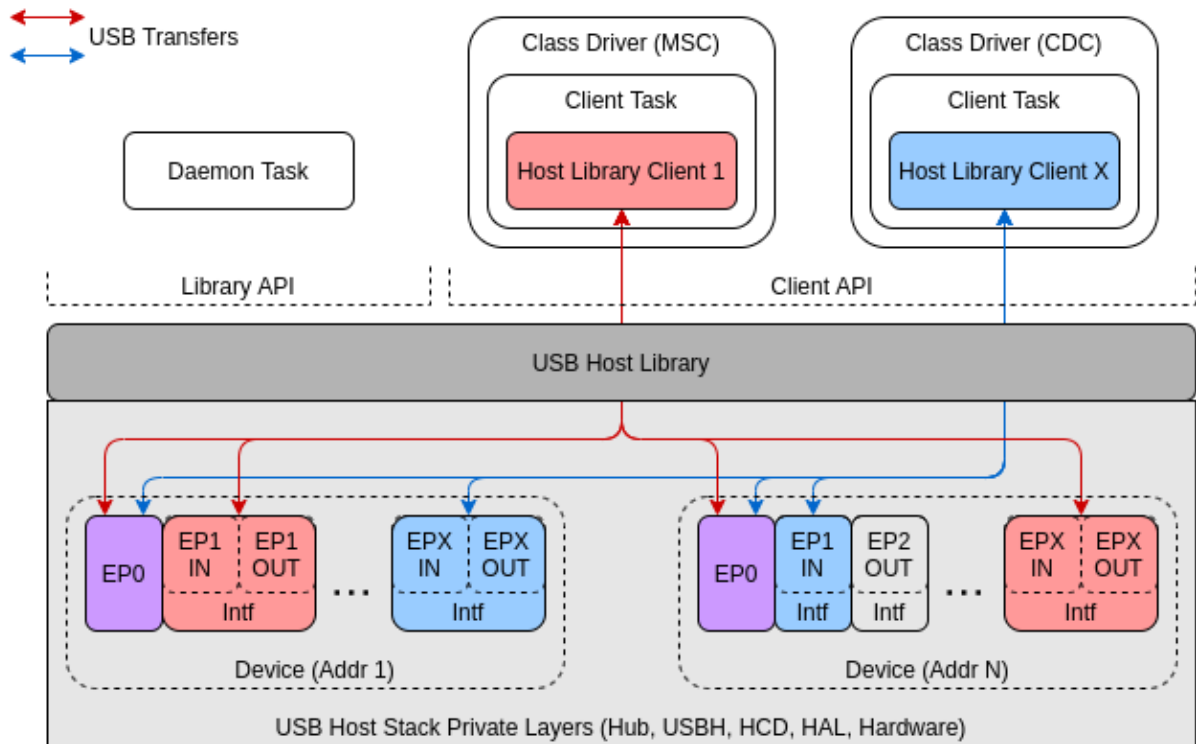 USB Transfers
Class Driver (MSC)
Class Driver (CDC)
Client Task
Client Task
Daemon Task
Host Library Client 1
Host Library Client X
Library API
Client API
USB Host Library
EP0
EP1
IN
EP1
OUT
Intf
...
EPX
IN
EPX
OUT
Intf
Device (Addr 1)
EP0
EP1
IN
Intf
EP2
OUT
Intf
...
EPX
IN
EPX
OUT
Intf
Device (Addr N)
USB Host Stack Private Layers (Hub, USBH, HCD, HAL, Hardware)